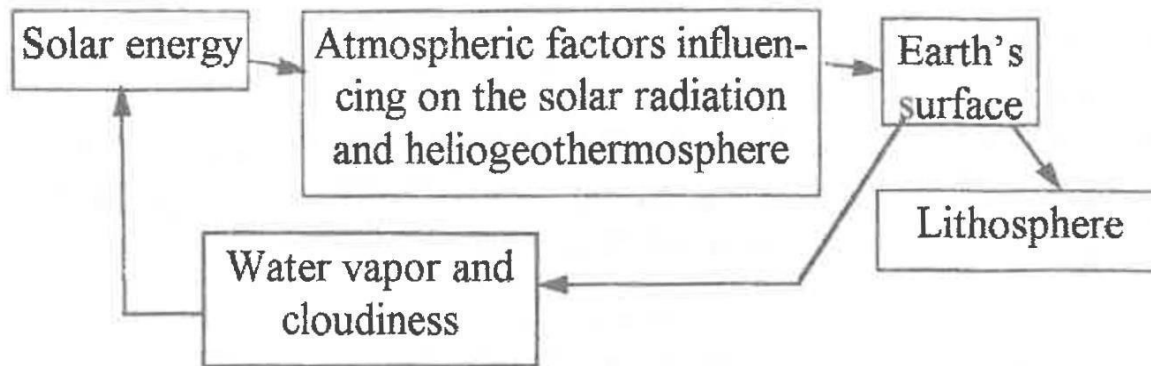 Solar energy
Atmospheric factors influen-
cing on the solar radiation
and heliogeothermosphere
Earth's
surface
Lithosphere
Water vapor and
cloudiness